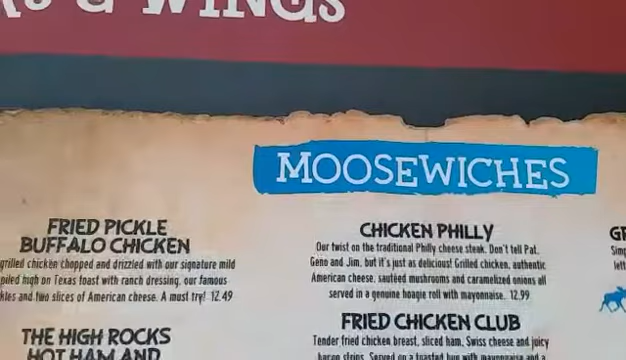 & WINGS
MOOSEWICHES
FRIED PICKLE
BUFFALO CHICKEN
grilled chicken chopped and drizzled with our signature mild
piled high on Texas toast with ranch dressing, our famous
and two slices of American cheese. A must try! 12.49
THE HIGH ROCKS
HOT HAM AND
CHICKEN PHILLY
Our twist on the traditional Philly cheese steak. Don't tell Pat,
Geno and Jim, but it's just as delicious! Grilled chicken, authentic
American cheese, sautéed mushrooms and caramelized onions all
served in a genuine hoagie roll with mayonnaise. 12.99
FRIED CHICKEN CLUB
Tender fried chicken breast, sliced ham, Swiss cheese and juicy
bacon strips. Served on a toasted bun with mayonnaise and a